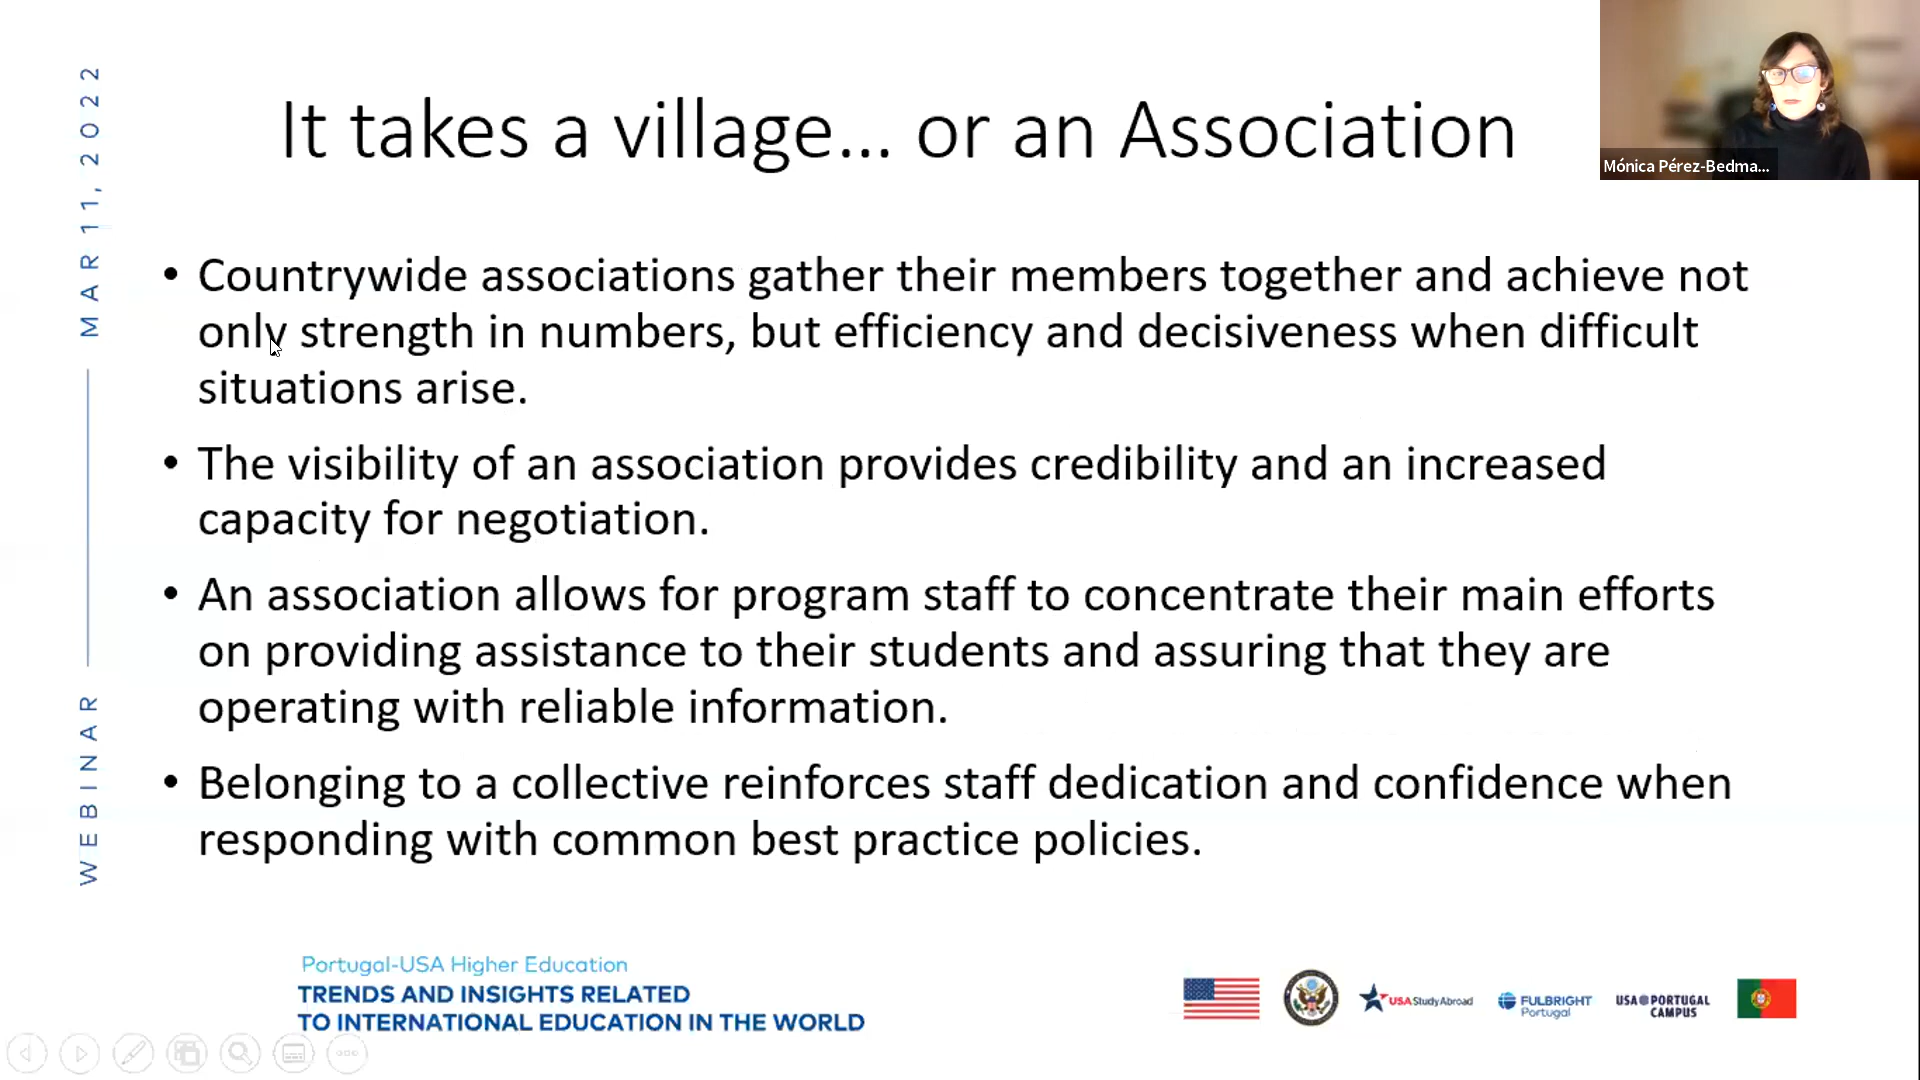 MAR 11, 2022
WEBINAR
It takes a village... or an Association
Mónica Pérez-Bedma...
• Countrywide associations gather their members together and achieve not
only strength in numbers, but efficiency and decisiveness when difficult
situations arise.
• The visibility of an association provides credibility and an increased
capacity for negotiation.
• An association allows for program staff to concentrate their main efforts
on providing assistance to their students and assuring that they are
operating with reliable information.
• Belonging to a collective reinforces staff dedication and confidence when
responding with common best practice policies.
Portugal-USA Higher Education
TRENDS AND INSIGHTS RELATED
TO INTERNATIONAL EDUCATION IN THE WORLD
USA StudyAbroad
FULBRIGHT
Portugal
USA PORTUGAL
CAMPUS